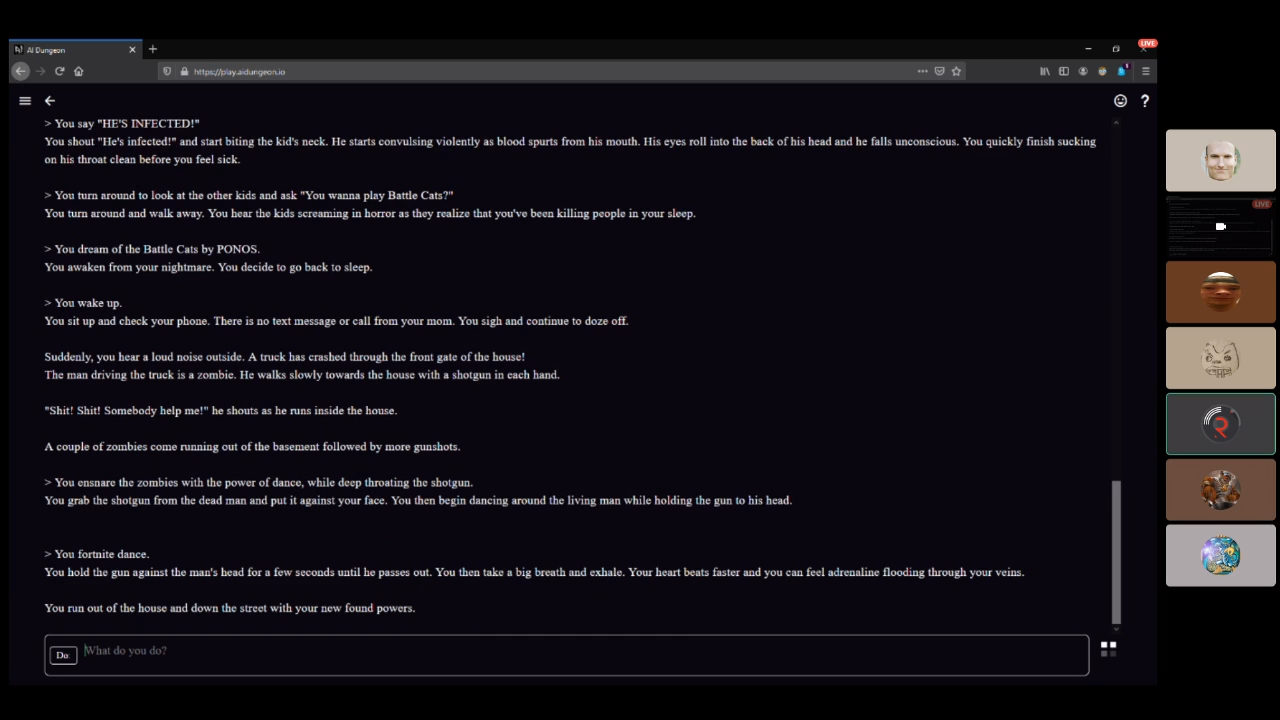 AI Dungeon
LIVE
https://play.aidungeon.io
> You say "HE'S INFECTED!"
You shout "He's infected!" and start biting the kid's neck. He starts convulsing violently as blood spurts from his mouth. His eyes roll into the back of his head and he falls unconscious. You quickly finish sucking
on his throat clean before you feel sick.
> You turn around to look at the other kids and ask "You wanna play Battle Cats?"
You turn around and walk away. You hear the kids screaming in horror as they realize that you've been killing people in your sleep.
> You dream of the Battle Cats by PONOS.
You awaken from your nightmare. You decide to go back to sleep.
> You wake up.
You sit up and check your phone. There is no text message or call from your mom. You sigh and continue to doze off.
Suddenly, you hear a loud noise outside. A truck has crashed through the front gate of the house!
The man driving the truck is a zombie. He walks slowly towards the house with a shotgun in each hand.
"Shit! Shit! Somebody help me!" he shouts as he runs inside the house.
A couple of zombies come running out of the basement followed by more gunshots.
> You ensnare the zombies with the power of dance, while deep throating the shotgun.
You grab the shotgun from the dead man and put it against your face. You then begin dancing around the living man while holding the gun to his head.
> You fortnite dance.
You hold the gun against the man's head for a few seconds until he passes out. You then take a big breath and exhale. Your heart beats faster and you can feel adrenaline flooding through your veins.
You run out of the house and down the street with your new found powers.
Do:
What do you do?
LIVE